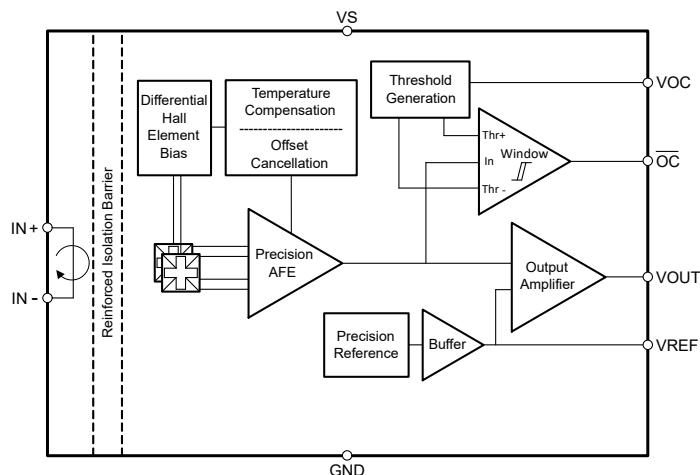 VS
Differential
Hall
Element
Bias
Temperature
Compensation
Offset
Cancellation
Threshold
Generation
VOC
Thr+
In
Thr -
Window
OC
IN+
IN-
Reinforced Isolation Barrier
Precision
AFE
Output
Amplifier
VOUT
Precision
Reference
Buffer
VREF
GND